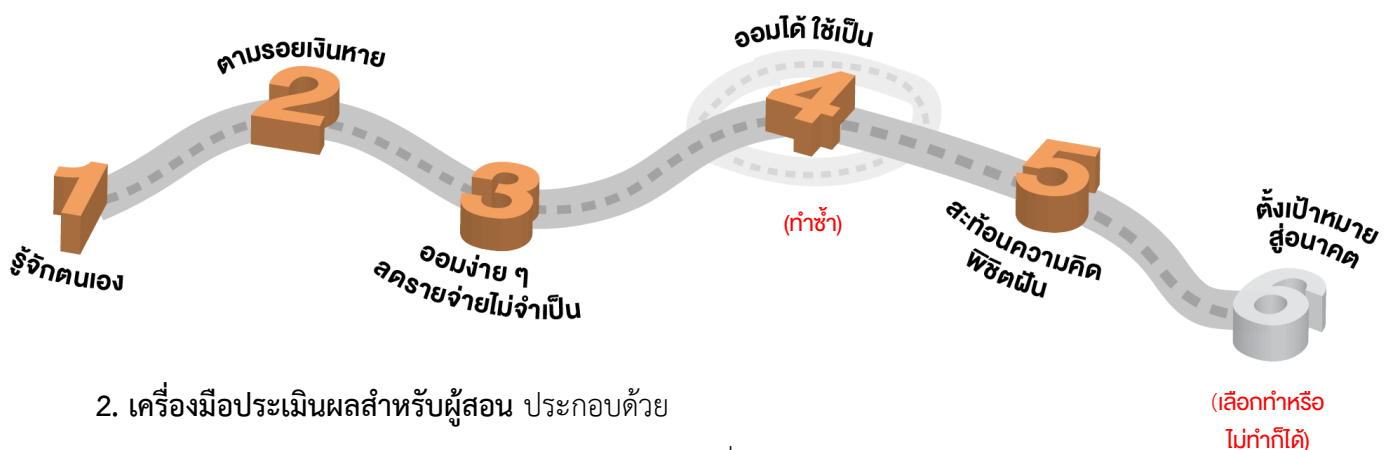 1
รู้จักตนเอง
2
ตามรอยเงินหาย
3
ออมง่าย ๆ
ลดรายจ่ายไม่จำเป็น
4
ออมได้ ใช้เป็น
(ทำซ้ำ)
5
สะท้อนความคิด
พิชิตฝัน
6
ตั้งเป้าหมาย
สู่อนาคต
(เลือกทำหรือ
ไม่ทำก็ได้)
2. เครื่องมือประเมินผลสำหรับผู้สอน ประกอบด้วย